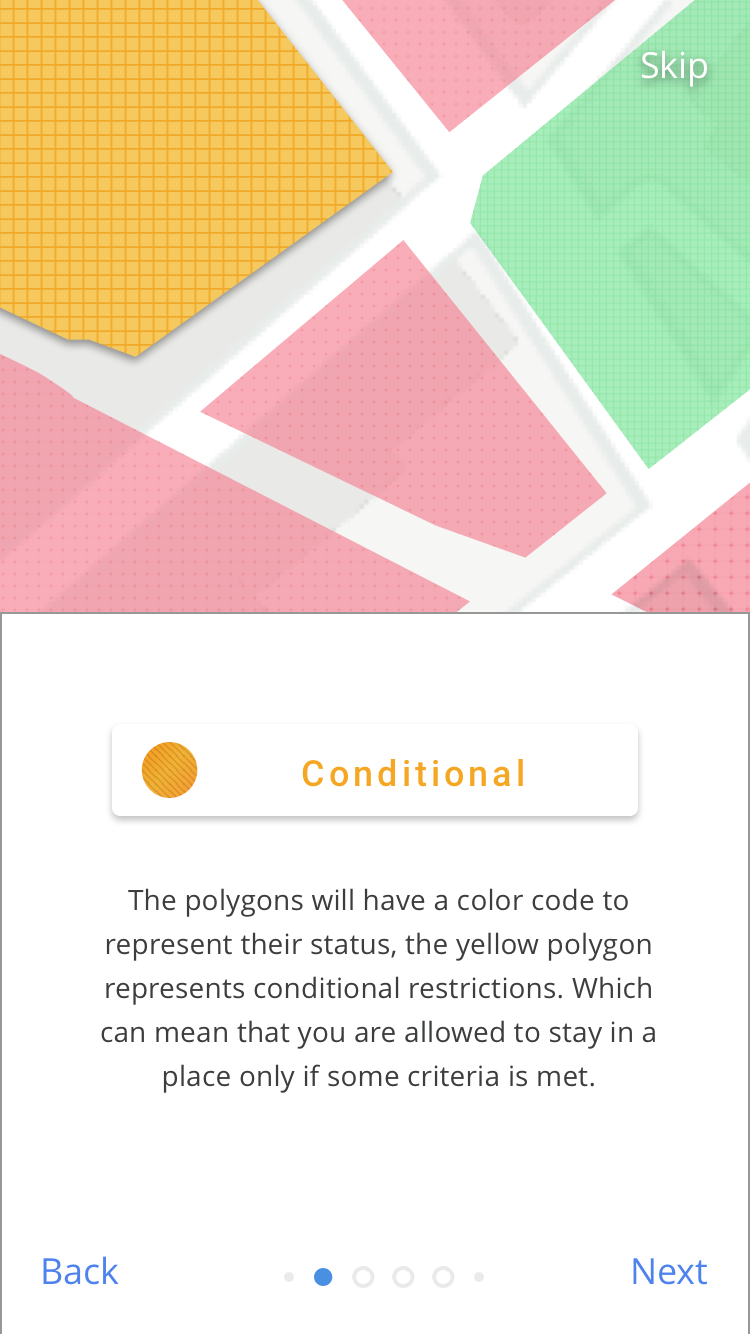 Skip
Conditional
The polygons will have a color code to
represent their status, the yellow polygon
represents conditional restrictions. Which
can mean that you are allowed to stay in a
place only if some criteria is met.
Back
Next